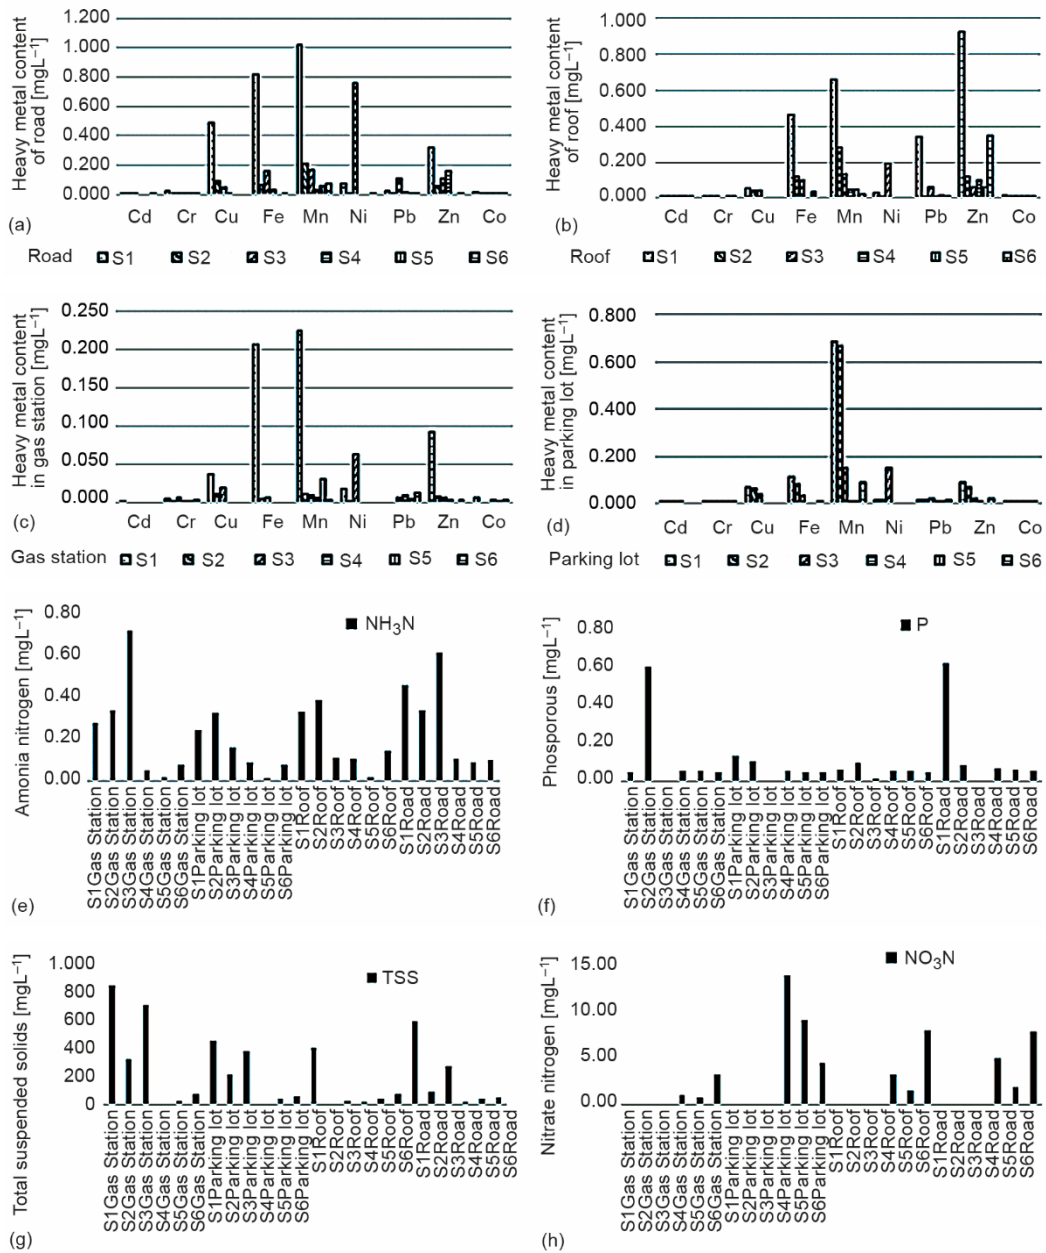 Heavy metal content
of road [mgL−1]
1.200
1.000
0.800
0.600
0.400
0.200
0.000
Cd Cr Cu Fe Mn Ni Pb Zn Co
(a)
Road S1 S2 S3 S4 S5 S6
Heavy metal content
of roof [mgL−1]
1.000
0.800
0.600
0.400
0.200
0.000
Cd Cr Cu Fe Mn Ni Pb Zn Co
(b)
Roof S1 S2 S3 S4 S5 S6
Heavy metal content
in gas station [mgL−1]
0.250
0.200
0.150
0.100
0.050
0.000
Cd Cr Cu Fe Mn Ni Pb Zn Co
(c)
Gas station S1 S2 S3 S4 S5 S6
Heavy metal content
in parking lot [mgL−1]
0.800
0.600
0.400
0.200
0.000
Cd Cr Cu Fe Mn Ni Pb Zn Co
(d)
Parking lot S1 S2 S3 S4 S5 S6
Amonia nitrogen [mgL−1]
0.80
0.60
0.40
0.20
0.00
NH3N
S1Gas Station
S2Gas Station
S3Gas Station
S4Gas Station
S5Gas Station
S6Gas Station
S1Parking lot
S2Parking lot
S3Parking lot
S4Parking lot
S5Parking lot
S6Parking lot
S1Roof
S2Roof
S3Roof
S4Roof
S5Roof
S6Roof
S1Road
S2Road
S3Road
S4Road
S5Road
S6Road
(e)
Phosporous [mgL−1]
0.80
0.60
0.40
0.20
0.00
P
S1Gas Station
S2Gas Station
S3Gas Station
S4Gas Station
S5Gas Station
S6Gas Station
S1Parking lot
S2Parking lot
S3Parking lot
S4Parking lot
S5Parking lot
S6Parking lot
S1Roof
S2Roof
S3Roof
S4Roof
S5Roof
S6Roof
S1Road
S2Road
S3Road
S4Road
S5Road
S6Road
(f)
Total suspended solids [mgL−1]
1.000
800
600
400
200
0
TSS
S1Gas Station
S2Gas Station
S3Gas Station
S4Gas Station
S5Gas Station
S6Gas Station
S1Parking lot
S2Parking lot
S3Parking lot
S4Parking lot
S5Parking lot
S6Parking lot
S1Roof
S2Roof
S3Roof
S4Roof
S5Roof
S6Roof
S1Road
S2Road
S3Road
S4Road
S5Road
S6Road
(g)
Nitrate nitrogen [mgL−1]
15.00
10.00
5.00
0.00
NO3N
S1Gas Station
S2Gas Station
S3Gas Station
S4Gas Station
S5Gas Station
S6Gas Station
S1Parking lot
S2Parking lot
S3Parking lot
S4Parking lot
S5Parking lot
S6Parking lot
S1Roof
S2Roof
S3Roof
S4Roof
S5Roof
S6Roof
S1Road
S2Road
S3Road
S4Road
S5Road
S6Road
(h)